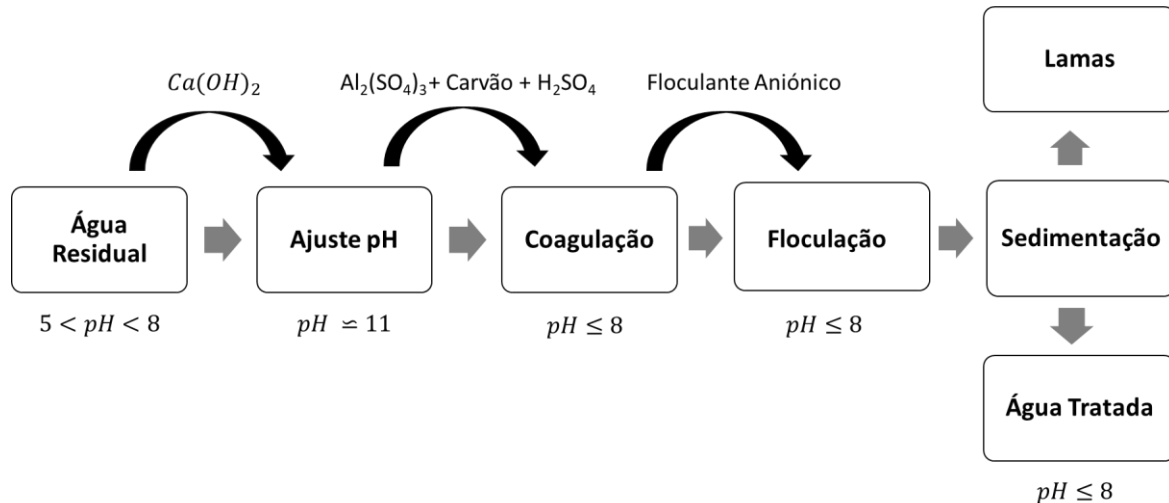 Ca(OH)₂
Al₂(SO₄)₃+ Carvão + H₂SO₄
Floculante Aniónico
Lamas
Água
Residual
Ajuste pH
Coagulação
Floculação
Sedimentação
5 < pH < 8
pH ≃ 11
pH ≤ 8
pH ≤ 8
Água Tratada
pH ≤ 8